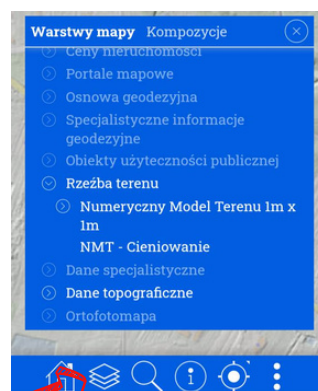 Warstwy mapy Kompozycje
Ceny nieruchomości
Portale mapowe
Osnowa geodezyjna
Specjalistyczne informacje
geodezyjne
Obiekty użyteczności publicznej
Rzeźba terenu
Numeryczny Model Terenu 1m x
1m
NMT - Cieniowanie
Dane specjalistyczne
Dane topograficzne
Ortofotomapa